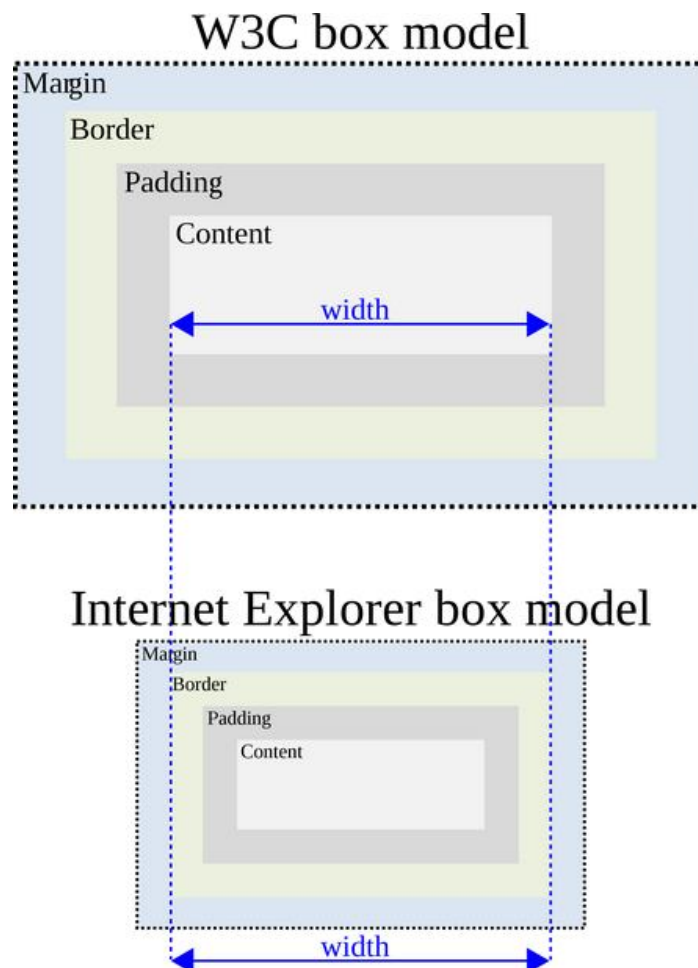 W3C box model
Margin
Border
Padding
Content
width
Internet Explorer box model
Margin
Border
Padding
Content
width